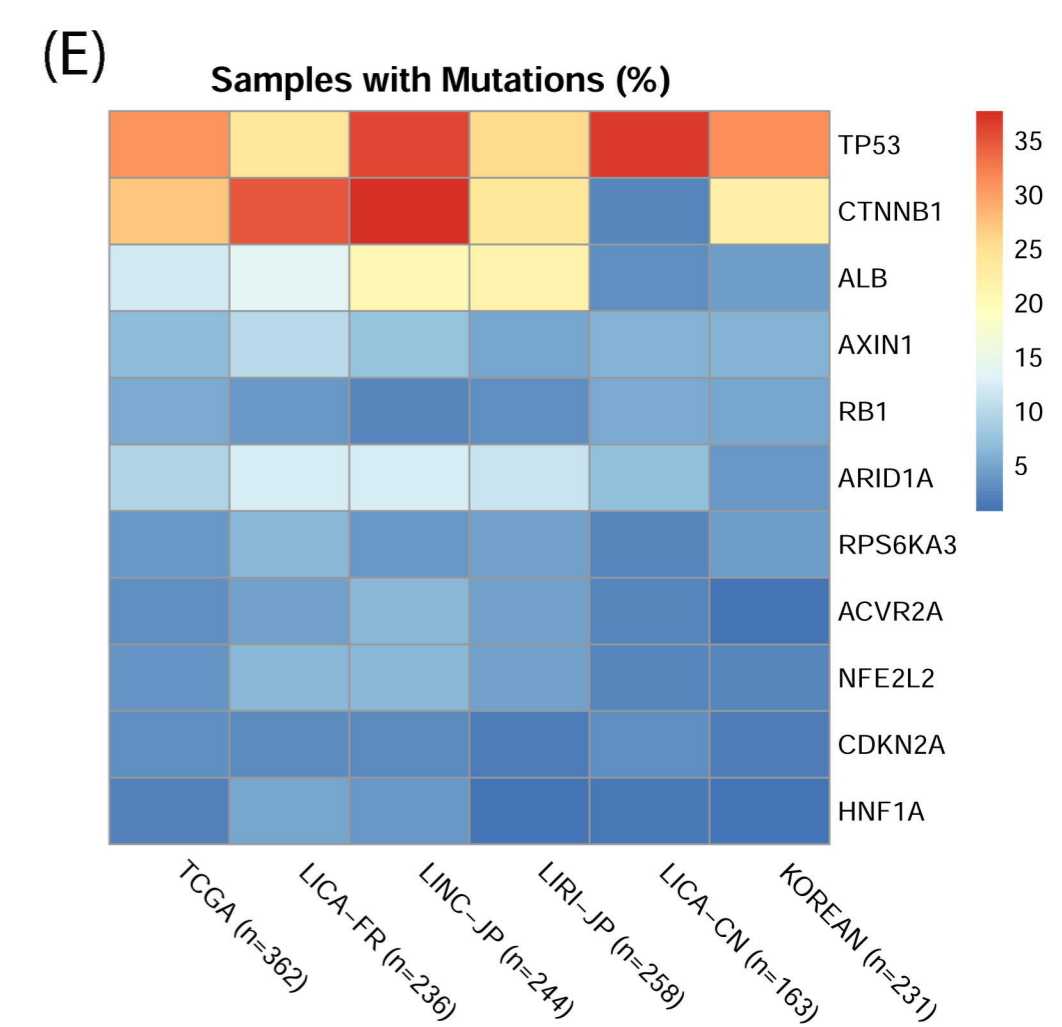 (E)
Samples with Mutations (%)
TP53
CTNNB1
ALB
AXIN1
RB1
ARID1A
RPS6KA3
ACVR2A
NFE2L2
CDKN2A
HNF1A
35
30
25
20
15
10
5
TCGA (n=362)
LICA−FR (n=236)
LINC−JP (n=244)
LIRI−JP (n=258)
LICA−CN (n=163)
KOREAN (n=231)